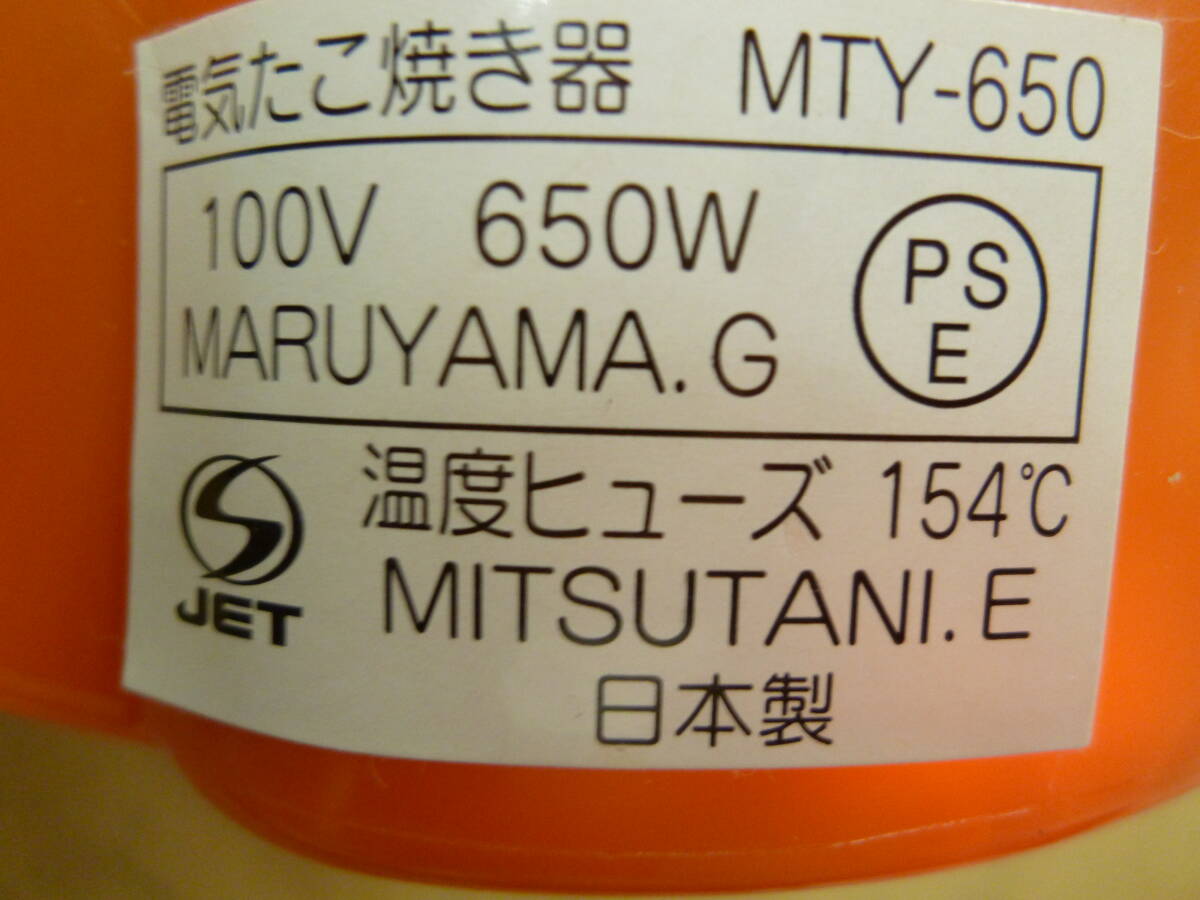 電気たこ焼き器 MTY-650
100V 650W
MARUYAMA.G
PS
E
温度ヒューズ 154℃
JET
MITSUTANI.E
日本製